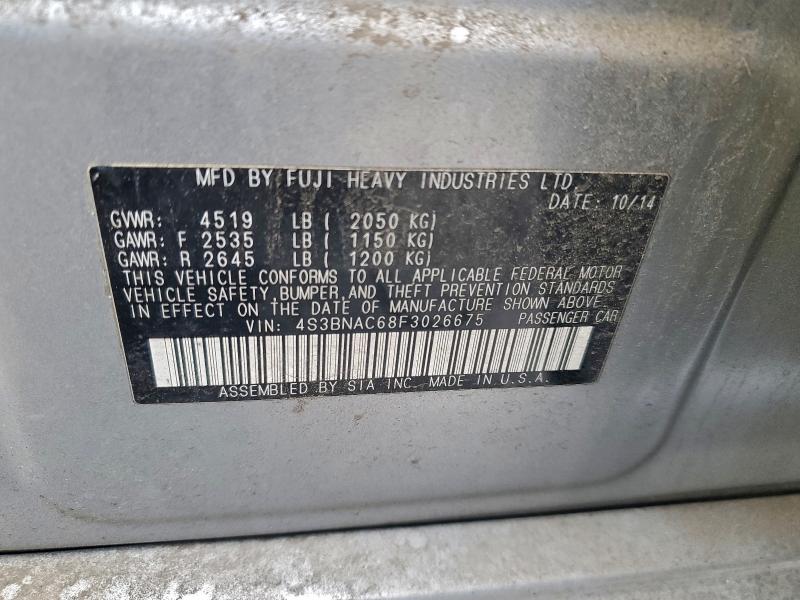 MFD BY FUJI HEAVY INDUSTRIES LTD.
DATE: 10/14
GVWR: 4519 LB ( 2050 KG)
GAWR: F 2535 LB ( 1150 KG)
GAWR: R 2645 LB ( 1200 KG)
THIS VEHICLE CONFORMS TO ALL APPLICABLE FEDERAL MOTOR
VEHICLE SAFETY, BUMPER, AND THEFT PREVENTION STANDARDS
IN EFFECT ON THE DATE OF MANUFACTURE SHOWN ABOVE.
VIN: 4S3BNAC68F3026675 PASSENGER CAR
ASSEMBLED BY SIA INC. MADE IN U.S.A.